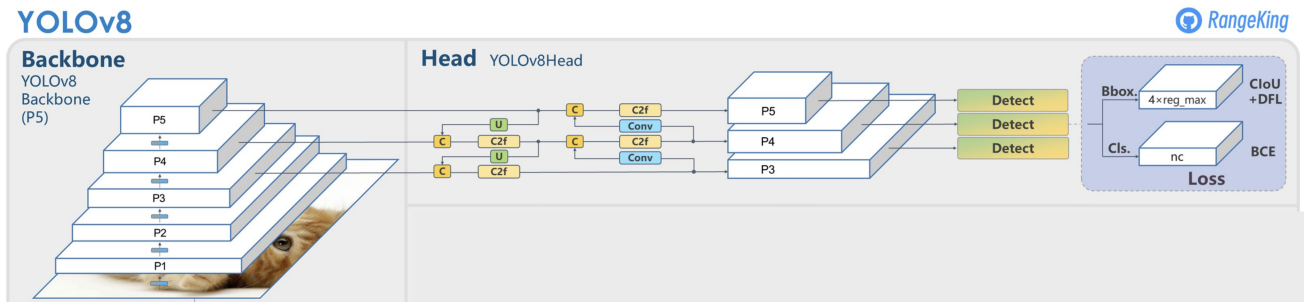 YOLOv8
RangeKing
Backbone
YOLOv8
Backbone
(P5)
P5
P4
P3
P2
P1
Head YOLOv8Head
C C2f
U Conv
C C2f C C2f
U Conv
C C2f
P5
P4
P3
Detect
Detect
Detect
Bbox. 4×reg_max CIoU
+DFL
Cls. nc BCE
Loss